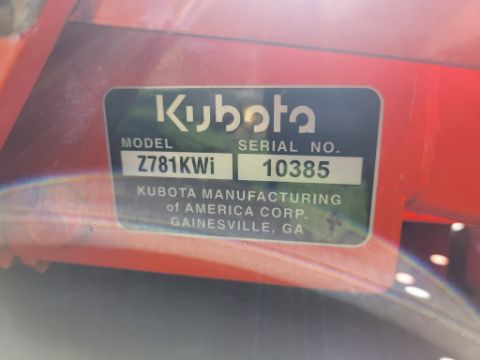 Kubota
MODEL SERIAL NO.
Z781KWi 10385
KUBOTA MANUFACTURING
of AMERICA CORP.
GAINESVILLE, GA